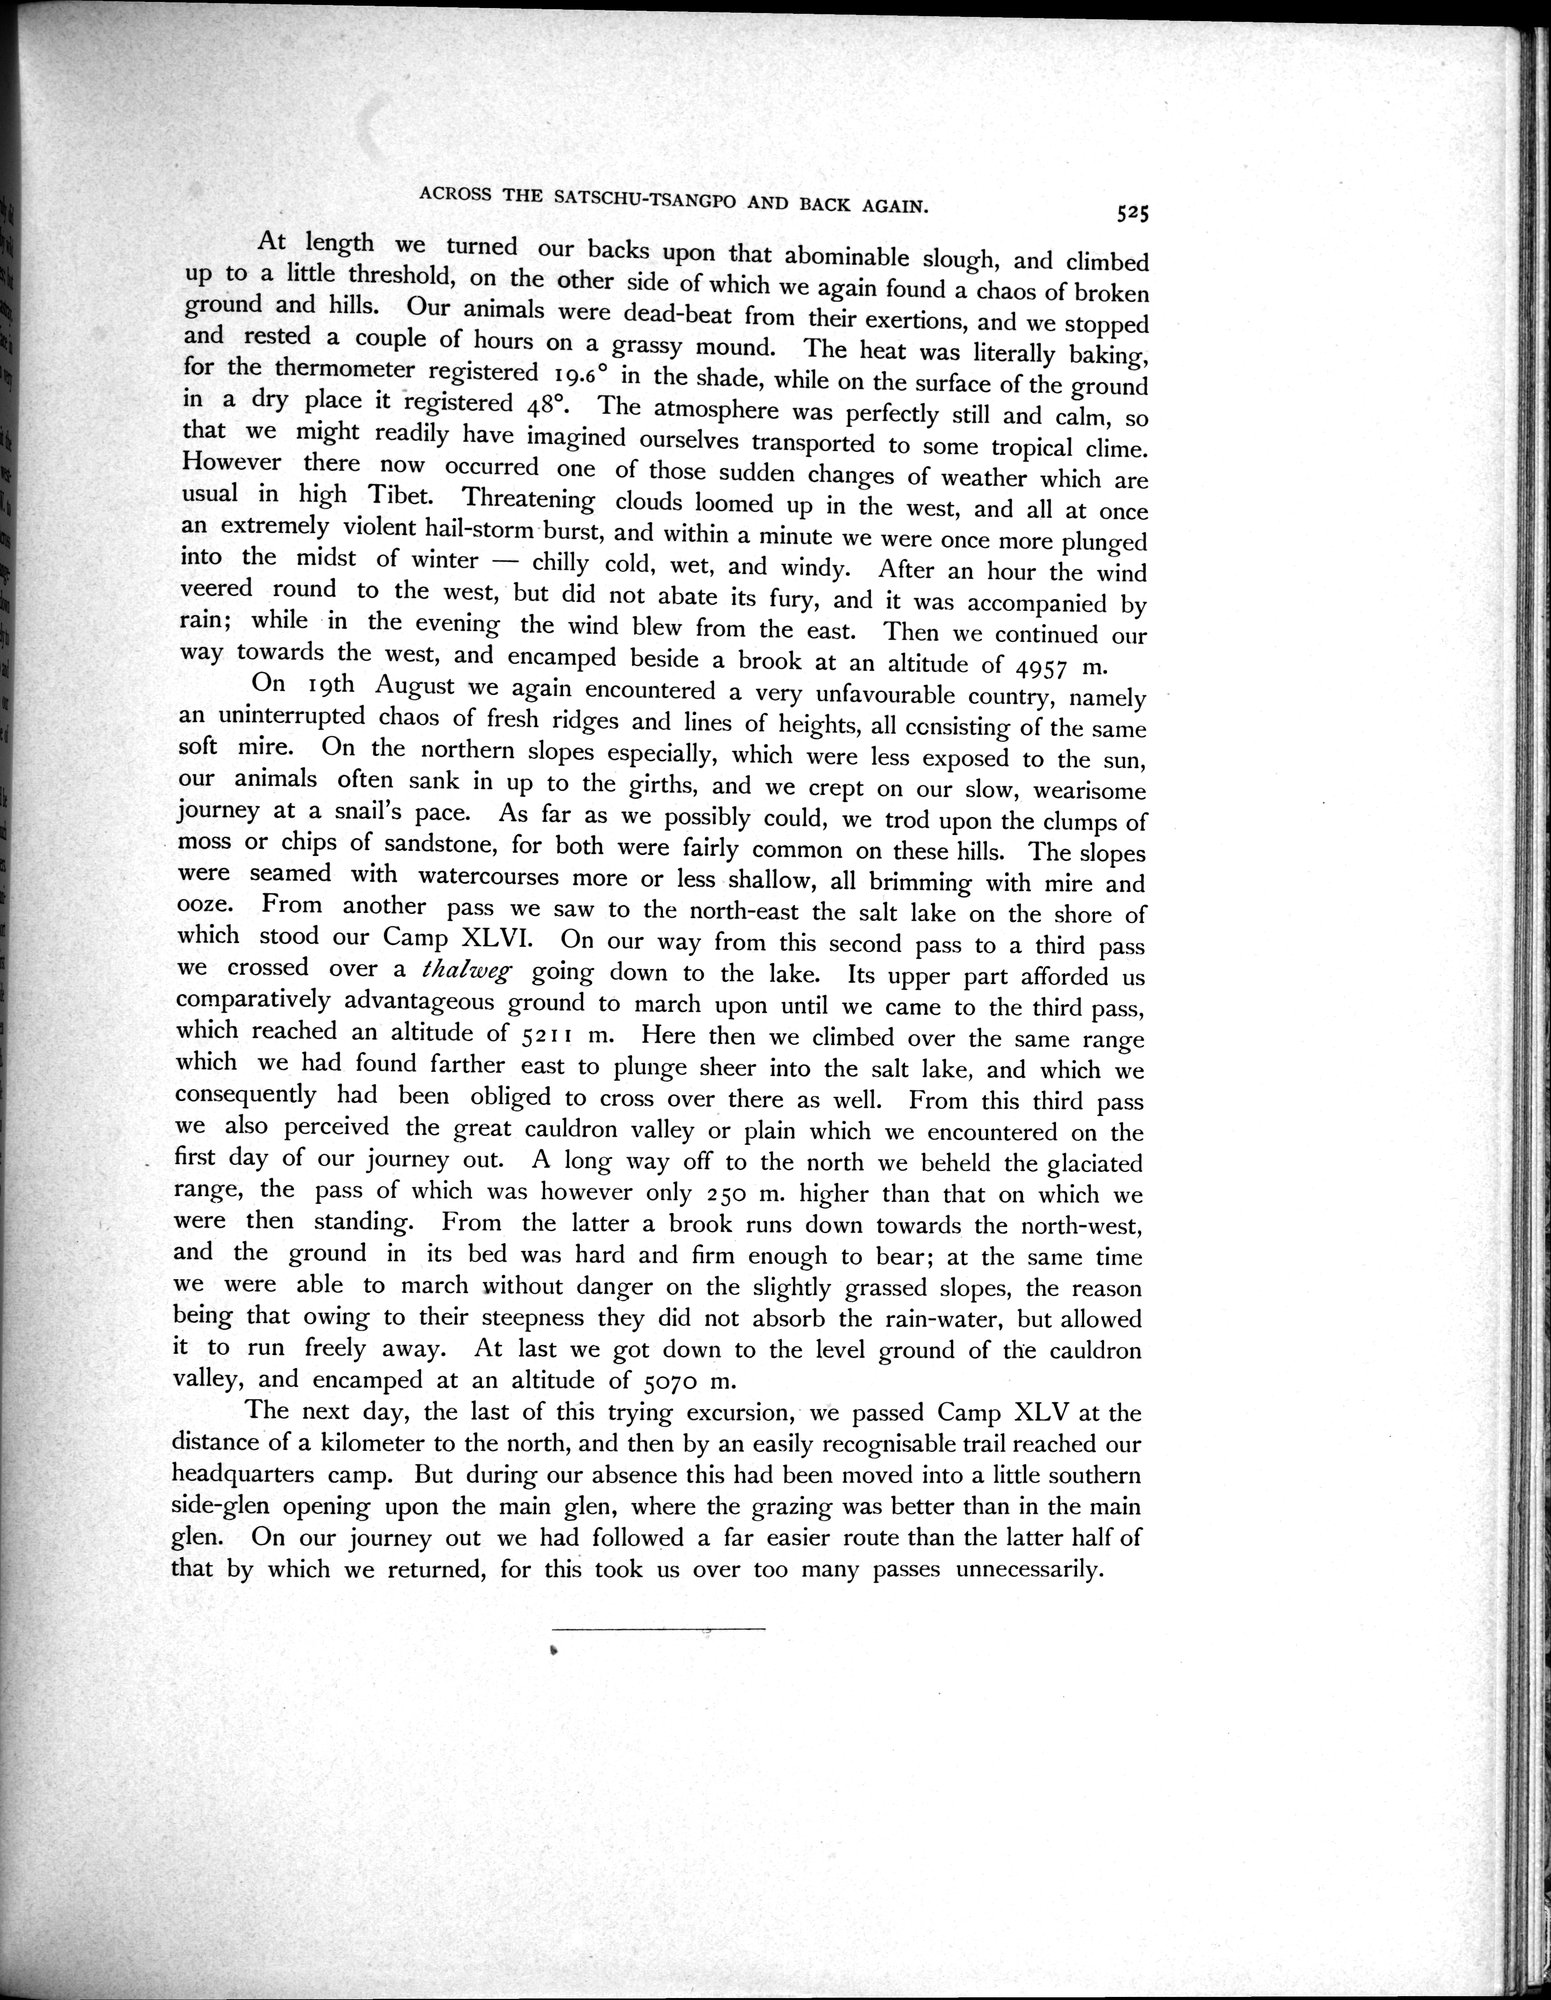 ACROSS THE SATSCHU-TSANGPO AND BACK AGAIN. 525
At length we turned our backs upon that abominable slough, and climbed
up to a little threshold, on the other side of which we again found a chaos of broken
ground and hills. Our animals were dead-beat from their exertions, and we stopped
and rested a couple of hours on a grassy mound. The heat was literally baking,
for the thermometer registered 19.6° in the shade, while on the surface of the ground
in a dry place it registered 48°. The atmosphere was perfectly still and calm, so
that we might readily have imagined ourselves transported to some tropical clime.
However there now occurred one of those sudden changes of weather which are
usual in high Tibet. Threatening clouds loomed up in the west, and all at once
an extremely violent hail-storm burst, and within a minute we were once more plunged
into the midst of winter — chilly cold, wet, and windy. After an hour the wind
veered round to the west, but did not abate its fury, and it was accompanied by
rain; while in the evening the wind blew from the east. Then we continued our
way towards the west, and encamped beside a brook at an altitude of 4957 m.
On 19th August we again encountered a very unfavourable country, namely
an uninterrupted chaos of fresh ridges and lines of heights, all consisting of the same
soft mire. On the northern slopes especially, which were less exposed to the sun,
our animals often sank in up to the girths, and we crept on our slow, wearisome
journey at a snail's pace. As far as we possibly could, we trod upon the clumps of
moss or chips of sandstone, for both were fairly common on these hills. The slopes
were seamed with watercourses more or less shallow, all brimming with mire and
ooze. From another pass we saw to the north-east the salt lake on the shore of
which stood our Camp XLVI. On our way from this second pass to a third pass
we crossed over a thalweg going down to the lake. Its upper part afforded us
comparatively advantageous ground to march upon until we came to the third pass,
which reached an altitude of 5211 m. Here then we climbed over the same range
which we had found farther east to plunge sheer into the salt lake, and which we
consequently had been obliged to cross over there as well. From this third pass
we also perceived the great cauldron valley or plain which we encountered on the
first day of our journey out. A long way off to the north we beheld the glaciated
range, the pass of which was however only 250 m. higher than that on which we
were then standing. From the latter a brook runs down towards the north-west,
and the ground in its bed was hard and firm enough to bear; at the same time
we were able to march without danger on the slightly grassed slopes, the reason
being that owing to their steepness they did not absorb the rain-water, but allowed
it to run freely away. At last we got down to the level ground of the cauldron
valley, and encamped at an altitude of 5070 m.
The next day, the last of this trying excursion, we passed Camp XLV at the
distance of a kilometer to the north, and then by an easily recognisable trail reached our
headquarters camp. But during our absence this had been moved into a little southern
side-glen opening upon the main glen, where the grazing was better than in the main
glen. On our journey out we had followed a far easier route than the latter half of
that by which we returned, for this took us over too many passes unnecessarily.